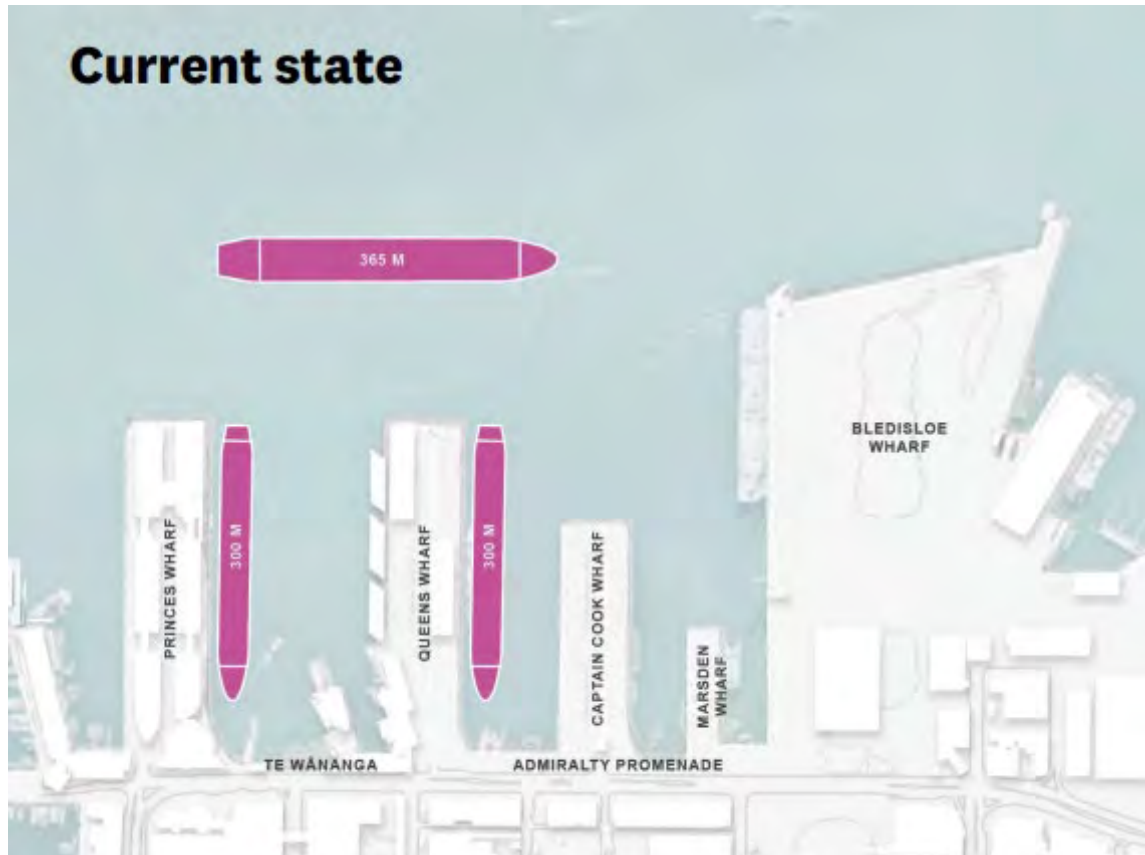 Current state
365 M
300 M
300 M
BLEDISLOE
WHARF
PRINCES WHARF
QUEENS WHARF
CAPTAIN COOK WHARF
MARSDEN
WHARF
TE WĀNANGA
ADMIRALTY PROMENADE